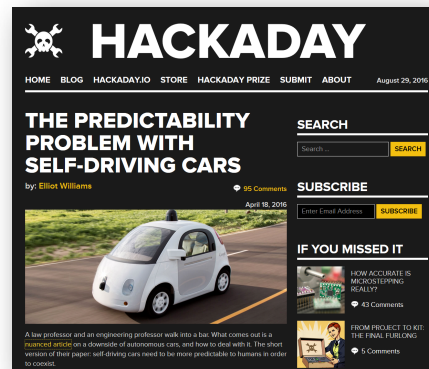 HACKADAY
HOME BLOG HACKADAY.IO STORE HACKADAY PRIZE SUBMIT ABOUT August 29, 2016
THE PREDICTABILITY
PROBLEM WITH
SELF-DRIVING CARS
by: Elliot Williams
95 Comments
April 18, 2016
A law professor and an engineering professor walk into a bar. What comes out is a
nuanced article on a downside of autonomous cars, and how to deal with it. The short
version of their paper: self-driving cars need to be more predictable to humans in order
to coexist.
SEARCH
Search ... SEARCH
SUBSCRIBE
Enter Email Address SUBSCRIBE
IF YOU MISSED IT
HOW ACCURATE IS
MICROSTEPPING
REALLY?
43 Comments
FROM PROJECT TO KIT:
THE FINAL FURLONG
5 Comments